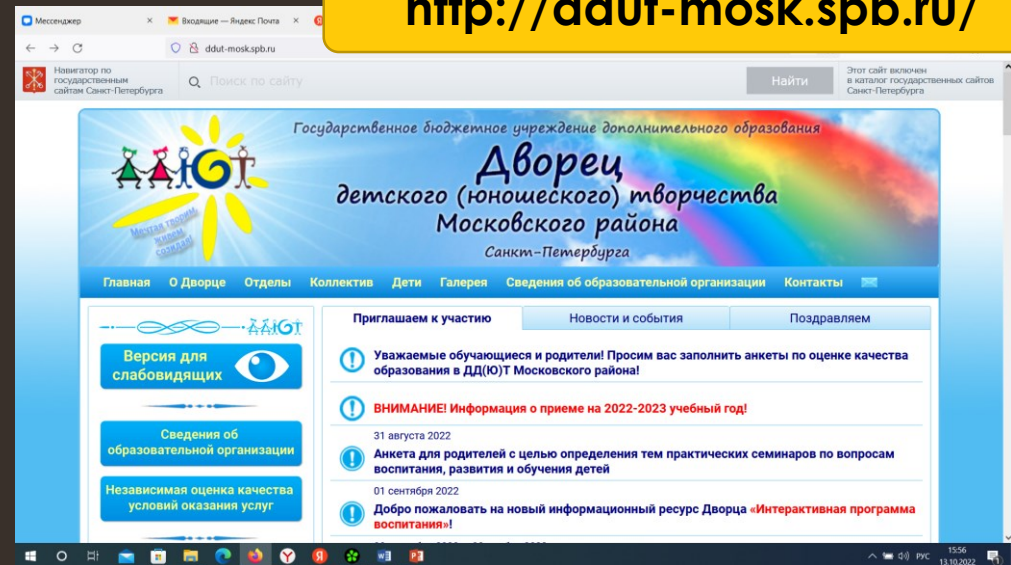 http://ddut-mosk.spb.ru/
Мессенджер
Входящие — Яндекс Почта
ddut-mosk.spb.ru
Навигатор по
государственным
сайтам Санкт-Петербурга
Поиск по сайту
Найти
Этот сайт включен
в каталог государственных сайтов
Санкт-Петербурга
Государственное бюджетное учреждение дополнительного образования
Дворец
детского (юношеского) творчества
Московского района
Санкт-Петербурга
ДДЮТ
Мечтая творим,
живем,
созидая!
Главная О Дворце Отделы Коллектив Дети Галерея Сведения об образовательной организации Контакты
ДДЮТ
Версия для
слабовидящих
Сведения об
образовательной организации
Независимая оценка качества
условий оказания услуг
Приглашаем к участию Новости и события Поздравляем
Уважаемые обучающиеся и родители! Просим вас заполнить анкеты по оценке качества
образования в ДД(Ю)Т Московского района!
ВНИМАНИЕ! Информация о приеме на 2022-2023 учебный год!
31 августа 2022
Анкета для родителей с целью определения тем практических семинаров по вопросам
воспитания, развития и обучения детей
01 сентября 2022
Добро пожаловать на новый информационный ресурс Дворца «Интерактивная программа
воспитания»!
РУС
15:56
13.10.2022